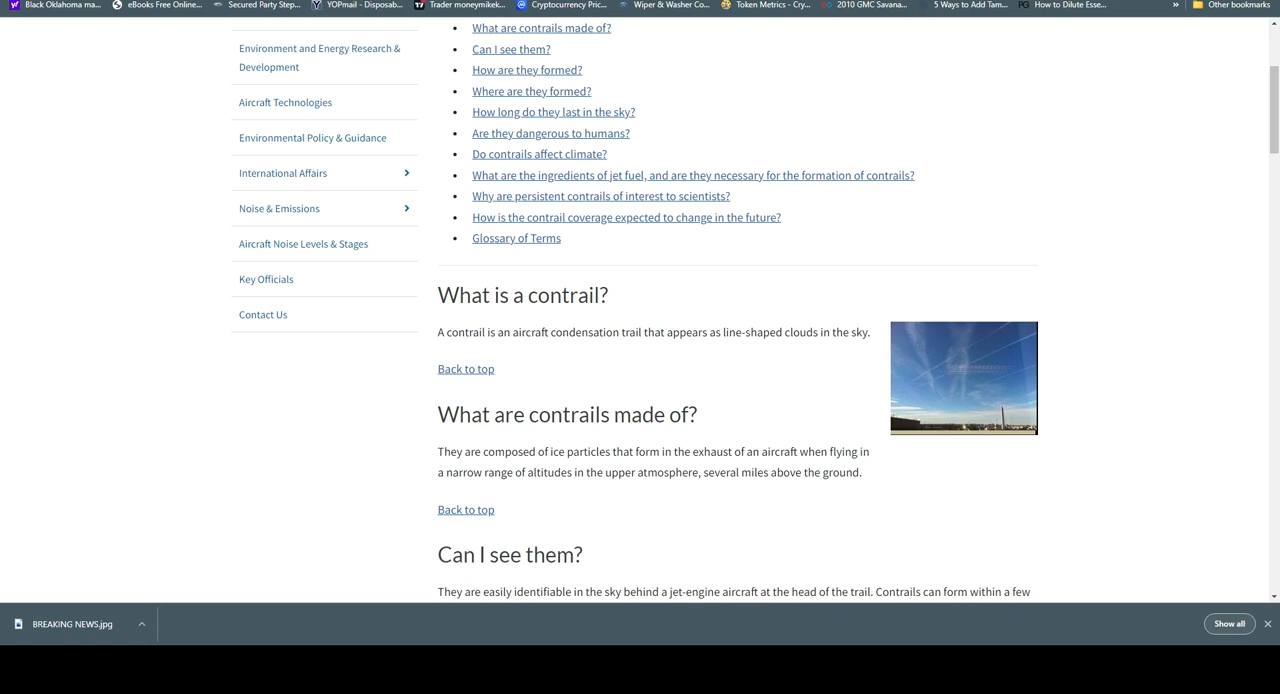 Black Oklahoma ma...
eBooks Free Online...
Secured Party Step...
YOPmail - Disposab...
Trader moneymikek...
Cryptocurrency Pric...
Wiper & Washer Co...
Token Metrics - Cry...
2010 GMC Savana...
5 Ways to Add Tam...
PG How to Dilute Esse...
»
Other bookmarks
Environment and Energy Research &
Development
Aircraft Technologies
Environmental Policy & Guidance
International Affairs
Noise & Emissions
Aircraft Noise Levels & Stages
Key Officials
Contact Us
• What are contrails made of?
• Can I see them?
• How are they formed?
• Where are they formed?
• How long do they last in the sky?
• Are they dangerous to humans?
• Do contrails affect climate?
• What are the ingredients of jet fuel, and are they necessary for the formation of contrails?
• Why are persistent contrails of interest to scientists?
• How is the contrail coverage expected to change in the future?
• Glossary of Terms
What is a contrail?
A contrail is an aircraft condensation trail that appears as line-shaped clouds in the sky.
Back to top
What are contrails made of?
They are composed of ice particles that form in the exhaust of an aircraft when flying in
a narrow range of altitudes in the upper atmosphere, several miles above the ground.
Back to top
Can I see them?
They are easily identifiable in the sky behind a jet-engine aircraft at the head of the trail. Contrails can form within a few
BREAKING NEWS.jpg
Show all